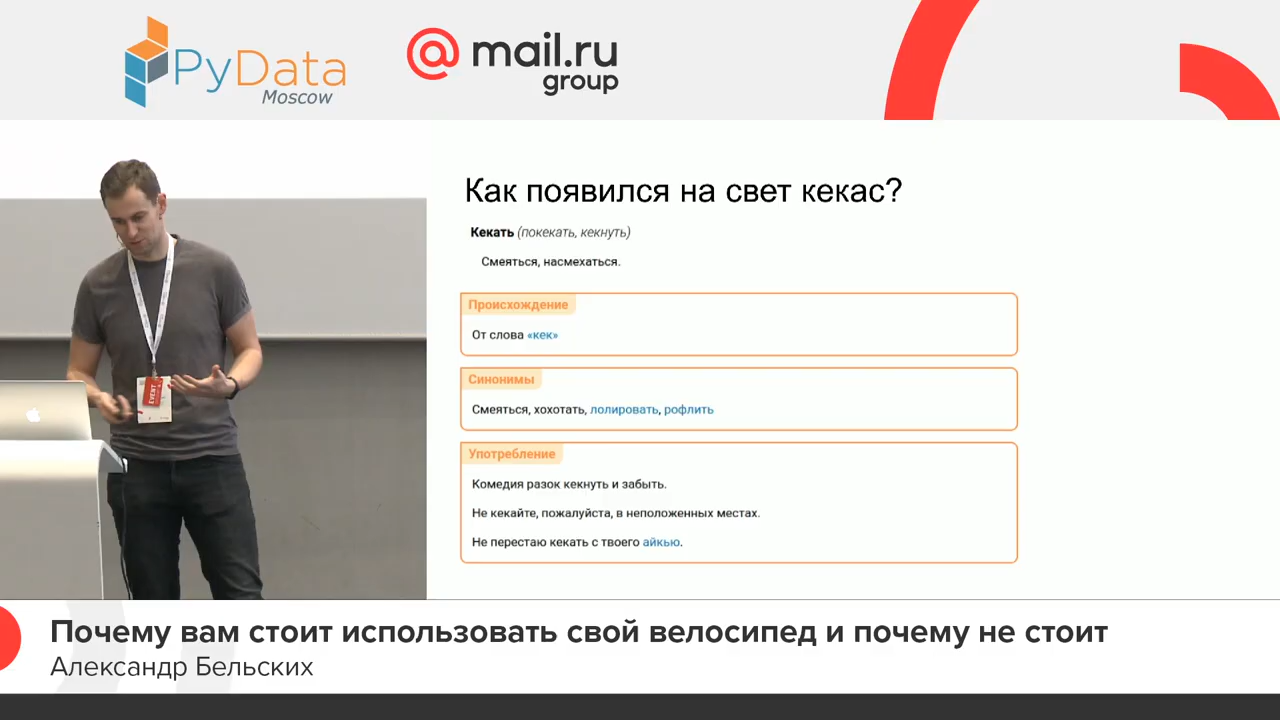 PyData
Moscow
mail.ru
group
Как появился на свет кекас?
Кекать (покекать, кекнуть)
Смеяться, насмехаться.
Происхождение
От слова «кек»
Синонимы
Смеяться, хохотать, лолировать, рофлить
Употребление
Комедия разок кекнуть и забыть.
Не кекайте, пожалуйста, в неположенных местах.
Не перестаю кекать с твоего айкью.
EVENT
Почему вам стоит использовать свой велосипед и почему не стоит
Александр Бельских